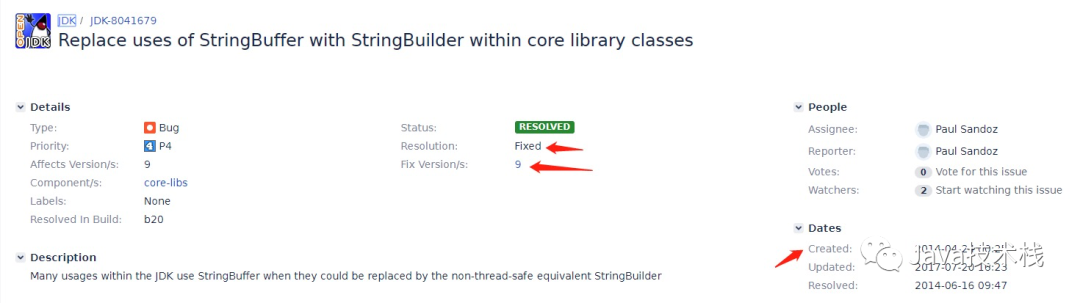 OPEN JDK
JDK / JDK-8041679
Replace uses of StringBuffer with StringBuilder within core library classes
Details
Type: Bug
Priority: P4
Affects Version/s: 9
Component/s: core-libs
Labels: None
Resolved In Build: b20
Status: RESOLVED
Resolution: Fixed
Fix Version/s: 9
Description
Many usages within the JDK use StringBuffer when they could be replaced by the non-thread-safe equivalent StringBuilder
People
Assignee: Paul Sandoz
Reporter: Paul Sandoz
Votes: 0 Vote for this issue
Watchers: 2 Start watching this issue
Dates
Created:
Updated: 2017-07-20 16:23
Resolved: 2014-06-16 09:47
Java技术栈